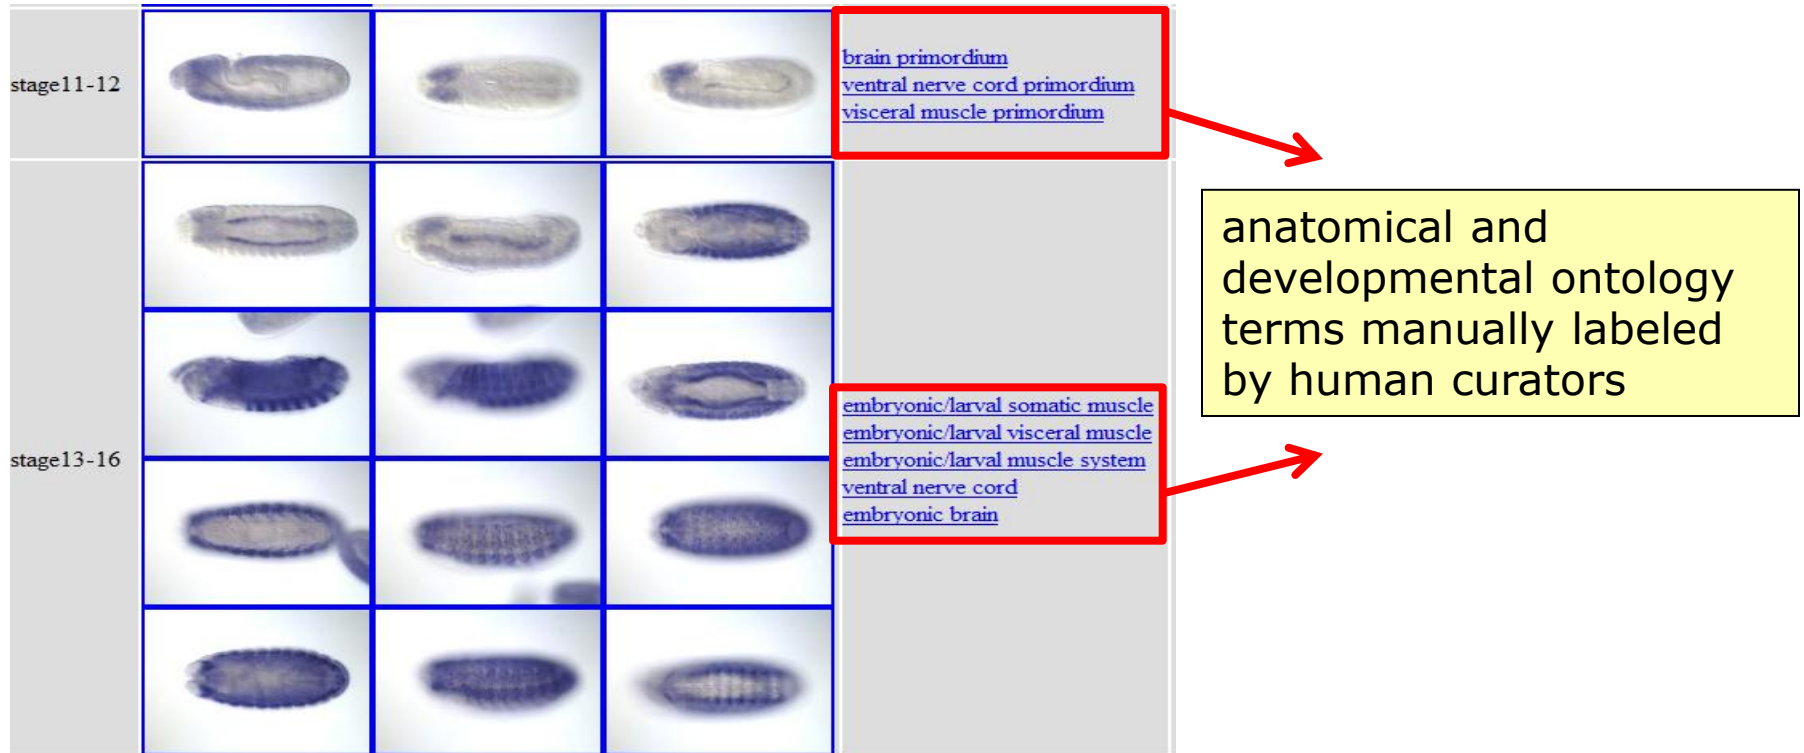 stage11-12
brain primordium
ventral nerve cord primordium
visceral muscle primordium
anatomical and
developmental ontology
terms manually labeled
by human curators
stage13-16
embryonic/larval somatic muscle
embryonic/larval visceral muscle
embryonic/larval muscle system
ventral nerve cord
embryonic brain